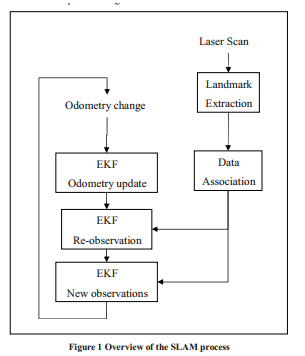 Laser Scan
Landmark
Extraction
Odometry change
EKF
Odometry update
Data
Association
EKF
Re-observation
EKF
New observations
Figure 1 Overview of the SLAM process